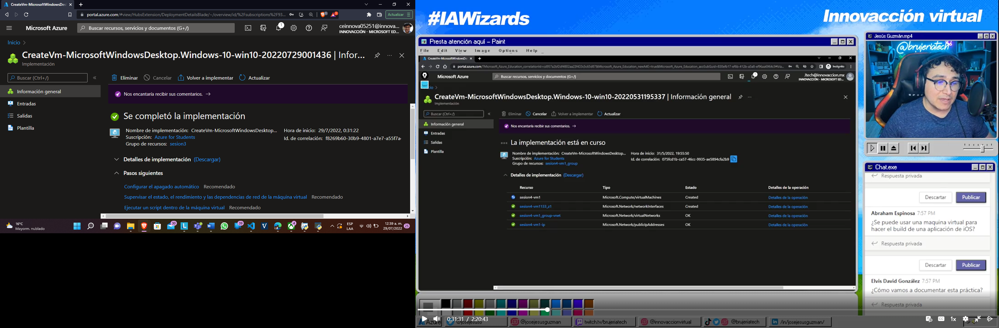 CreateVm-MicrosoftWindowsDes
portal.azure.com/#view/HubsExtension/DeploymentDetailsBlade/~/overview/id/%2Fsubscriptions%2F93...
Actualizar
Microsoft Azure
Buscar recursos, servicios y documentos (G+/)
1
ceinnova05251@innova...
INNOVACCIÓN - MICROSOFT ED...
Inicio >
CreateVm-MicrosoftWindowsDesktop.Windows-10-win10-20220729001436 | Infor...
Implementación
Buscar (Ctrl+/)
Eliminar
Cancelar
Volver a implementar
Actualizar
Información general
Entradas
Salidas
Plantilla
Nos encantaría recibir sus comentarios. →
Se completó la implementación
Nombre de implementación: CreateVm-MicrosoftWindowsDesktop...
Suscripción: Azure for Students
Grupo de recursos: sesion3
Hora de inicio: 29/7/2022, 0:31:22
Id. de correlación: f8269b60-30b9-4801-a7e7-a55f7a
Detalles de implementación (Descargar)
Pasos siguientes
Configurar el apagado automático Recomendado
Supervisar el estado, el rendimiento y las dependencias de red de la máquina virtual Recomendado
Ejecutar un script dentro de la máquina virtual Recomendado
16°C
Mayorm. nublado
30
39
4
ESP
LAA
12:39 a. m.
29/07/2022
25
#IAWizards
Innovacción virtual
Presta atención aquí – Paint
File Edit View Image Options Help
CreateVm-MicrosoftWindowsDe
portal.azure.com/?Microsoft_Azure_Education_correlationId=cd957a2bf2df4802aa23f433c5c65d87&Microsoft_Azure_Education_newA4E=true&Microsoft_Azure_Education_asoSubGuid=830efb17-ef6b-412b-a5a8-ef96aa6964c9#bla...
Incógnito
Microsoft Azure
Buscar recursos, servicios y documentos (G+/)
1
Jtech@innovaccion.mx
INNOVACCIÓN - MICROSOFT ED...
CreateVm-MicrosoftWindowsDesktop.Windows-10-win10-20220531195337 | Información general
Implementación
Buscar (Ctrl+/)
Eliminar
Cancelar
Volver a implementar
Actualizar
Información general
Entradas
Salidas
Plantilla
Nos encantaría recibir sus comentarios. →
La implementación está en curso
Nombre de implementación: CreateVm-MicrosoftWindowsDesktop...
Suscripción: Azure for Students
Grupo de recursos: sesion4-vm1_group
Hora de inicio: 31/5/2022, 19:55:50
Id. de correlación: 075fcd1b-ca57-46cc-9935-ae5894cfa2b9
Detalles de implementación (Descargar)
Recurso Tipo Estado Detalles de la operación
sesion4-vm1 Microsoft.Compute/virtualMachines Created Detalles de la operación
sesion4-vm1133_z1 Microsoft.Network/networkInterfaces Created Detalles de la operación
sesion4-vm1_group-vnet Microsoft.Network/virtualNetworks OK Detalles de la operación
sesion4-vm1-ip Microsoft.Network/publicIpAddresses OK Detalles de la operación
Jesús Guzmán.mp4
@brujeriatech
Chat.exe
Respuesta privada
Descartar
Publicar
Abraham Espinosa 7:57 PM
¿Se puede usar una maquina virtual para
hacer el build de una aplicación de iOS?
Respuesta privada
Descartar
Publicar
Elvis David González 7:57 PM
¿Cómo vamos a documentar esta práctica?
Respuesta privada
0:31:31 / 2:20:43
CC
1x
Azure
@josejesusguzman
twitch.tv/brujeriatech
@innovaccionvirtual
@brujeriatech
/in/josejesusguzman/